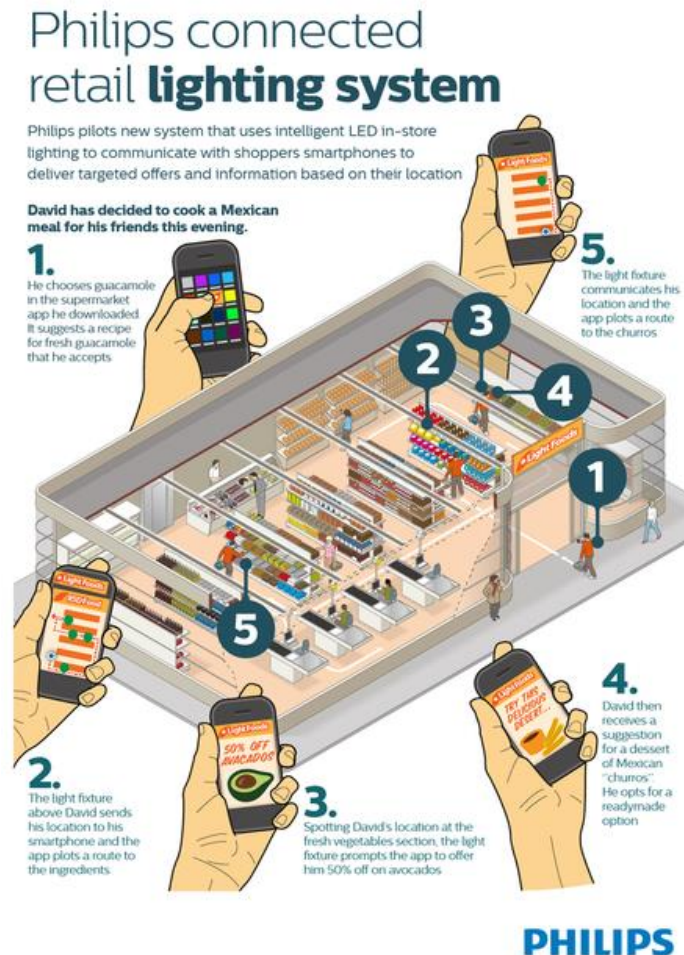 Philips connected
retail lighting system
Philips pilots new system that uses intelligent LED in-store
lighting to communicate with shoppers smartphones to
deliver targeted offers and information based on their location
David has decided to cook a Mexican
meal for his friends this evening.
1.
He chooses guacamole
in the supermarket
app he downloaded
It suggests a recipe
for fresh guacamole
that he accepts
Light Foods
5.
The light fixture
communicates his
location and the
app plots a route
to the churros
3
2
4
Light Foods
1
5
Light Foods
Light Foods
50% OFF
AVACADOS
Light Foods
TRY THIS
DELICIOUS
DESERT...
2.
The light fixture
above David sends
his location to his
smartphone and the
app plots a route to
the ingredients
3.
Spotting David's location at the
fresh vegetables section, the light
fixture prompts the app to offer
him 50% off on avocados
4.
David then
receives a
suggestion
for a dessert
of Mexican
"churros"
He opts for a
readymade
option
PHILIPS